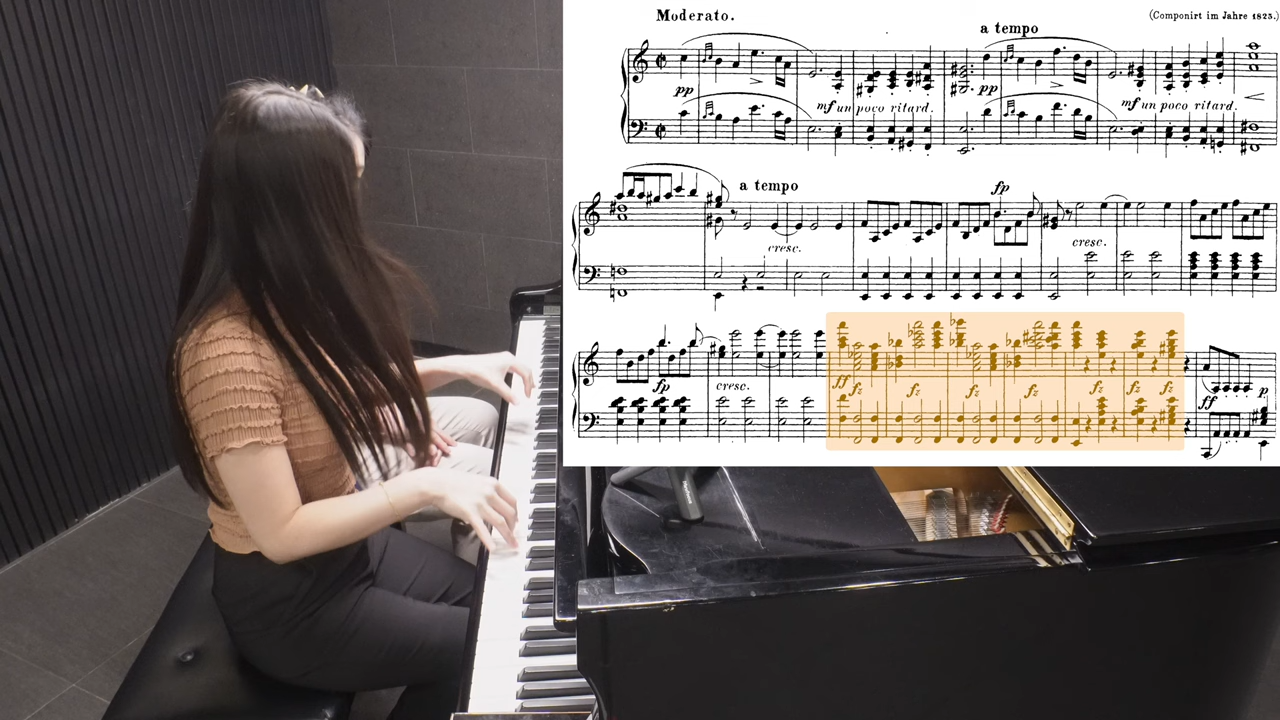 Moderato.
(Componirt im Jahre 1823.)
a tempo
pp
pp
mf un poco ritard.
mf un poco ritard.
a tempo
fp
cresc.
cresc.
fp
cresc.
ff
fz
fz
fz
fz
fz
fz
fz
ff
p